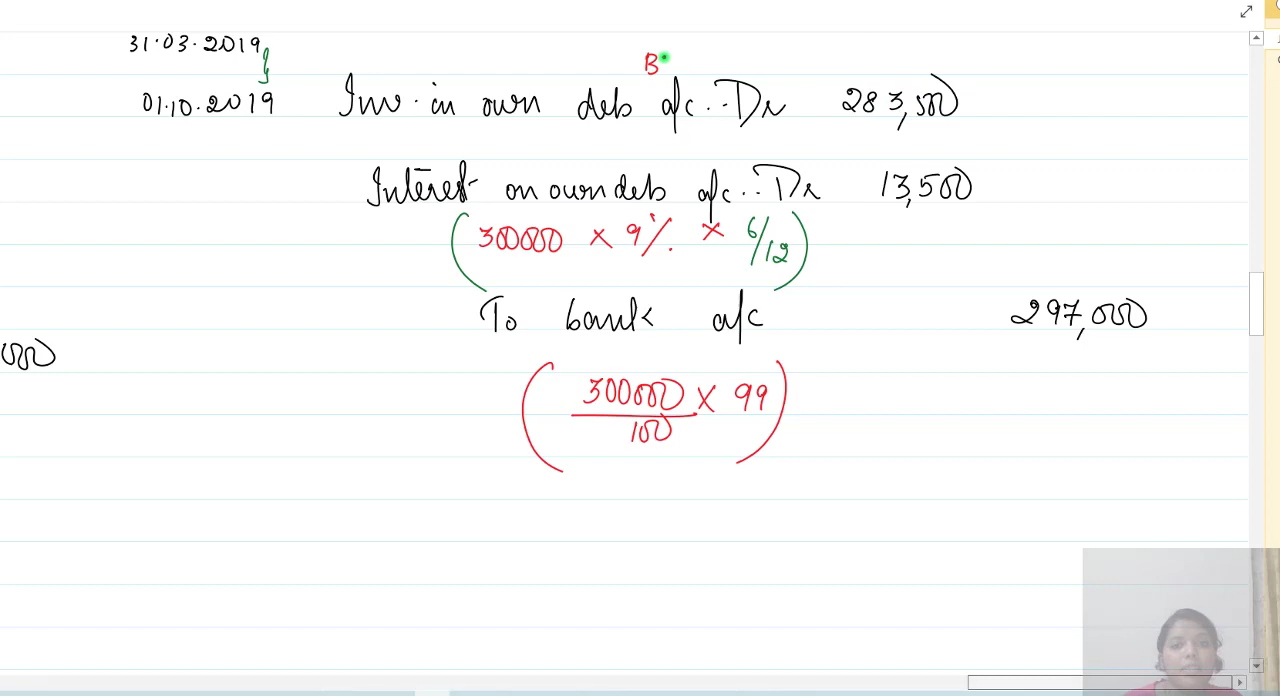 31.03.2019
B
01.10.2019 Inv. in own deb a/c..Dr 283,500
Interest on own deb a/c..Dr 13,500
(300000 × 9% × 6/12)
To bank a/c 297,000
000
(300000/100 × 99)